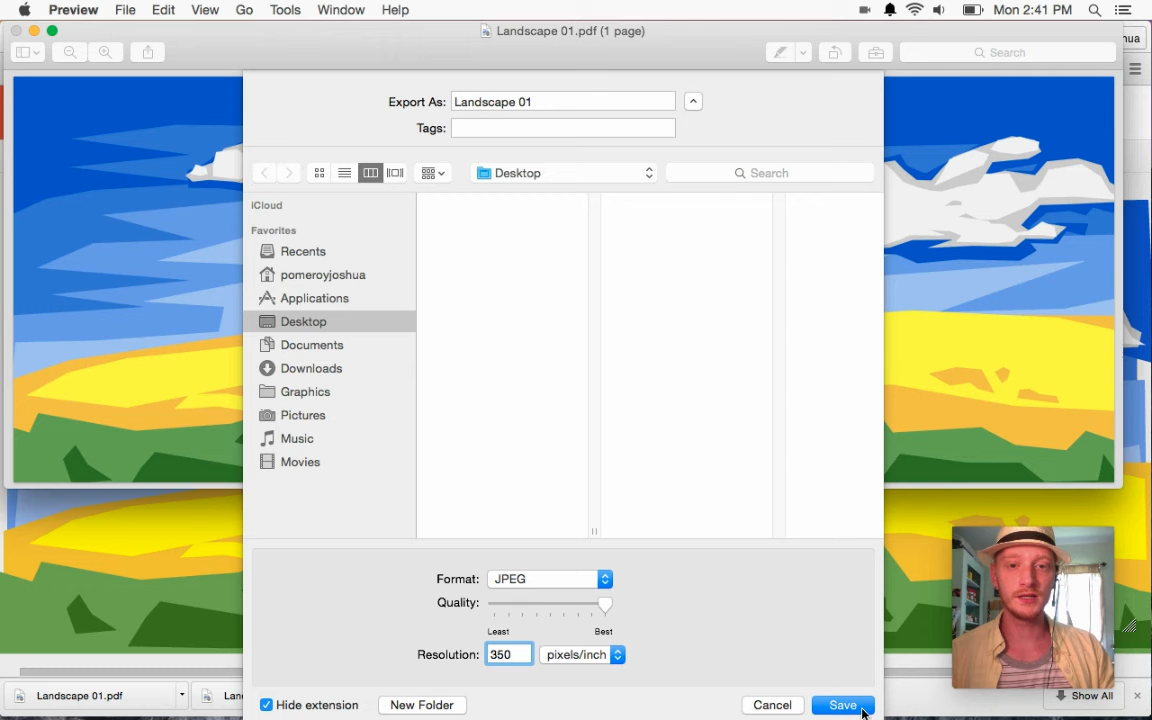 Preview File Edit View Go Tools Window Help Mon 2:41 PM
Landscape 01.pdf (1 page)
Search
Export As: Landscape 01
Tags:
Desktop
Search
iCloud
Favorites
Recents
pomeroyjoshua
Applications
Desktop
Documents
Downloads
Graphics
Pictures
Music
Movies
Format: JPEG
Quality:
Least Best
Resolution: 350 pixels/inch
Hide extension New Folder Cancel Save
Landscape 01.pdf
Show All